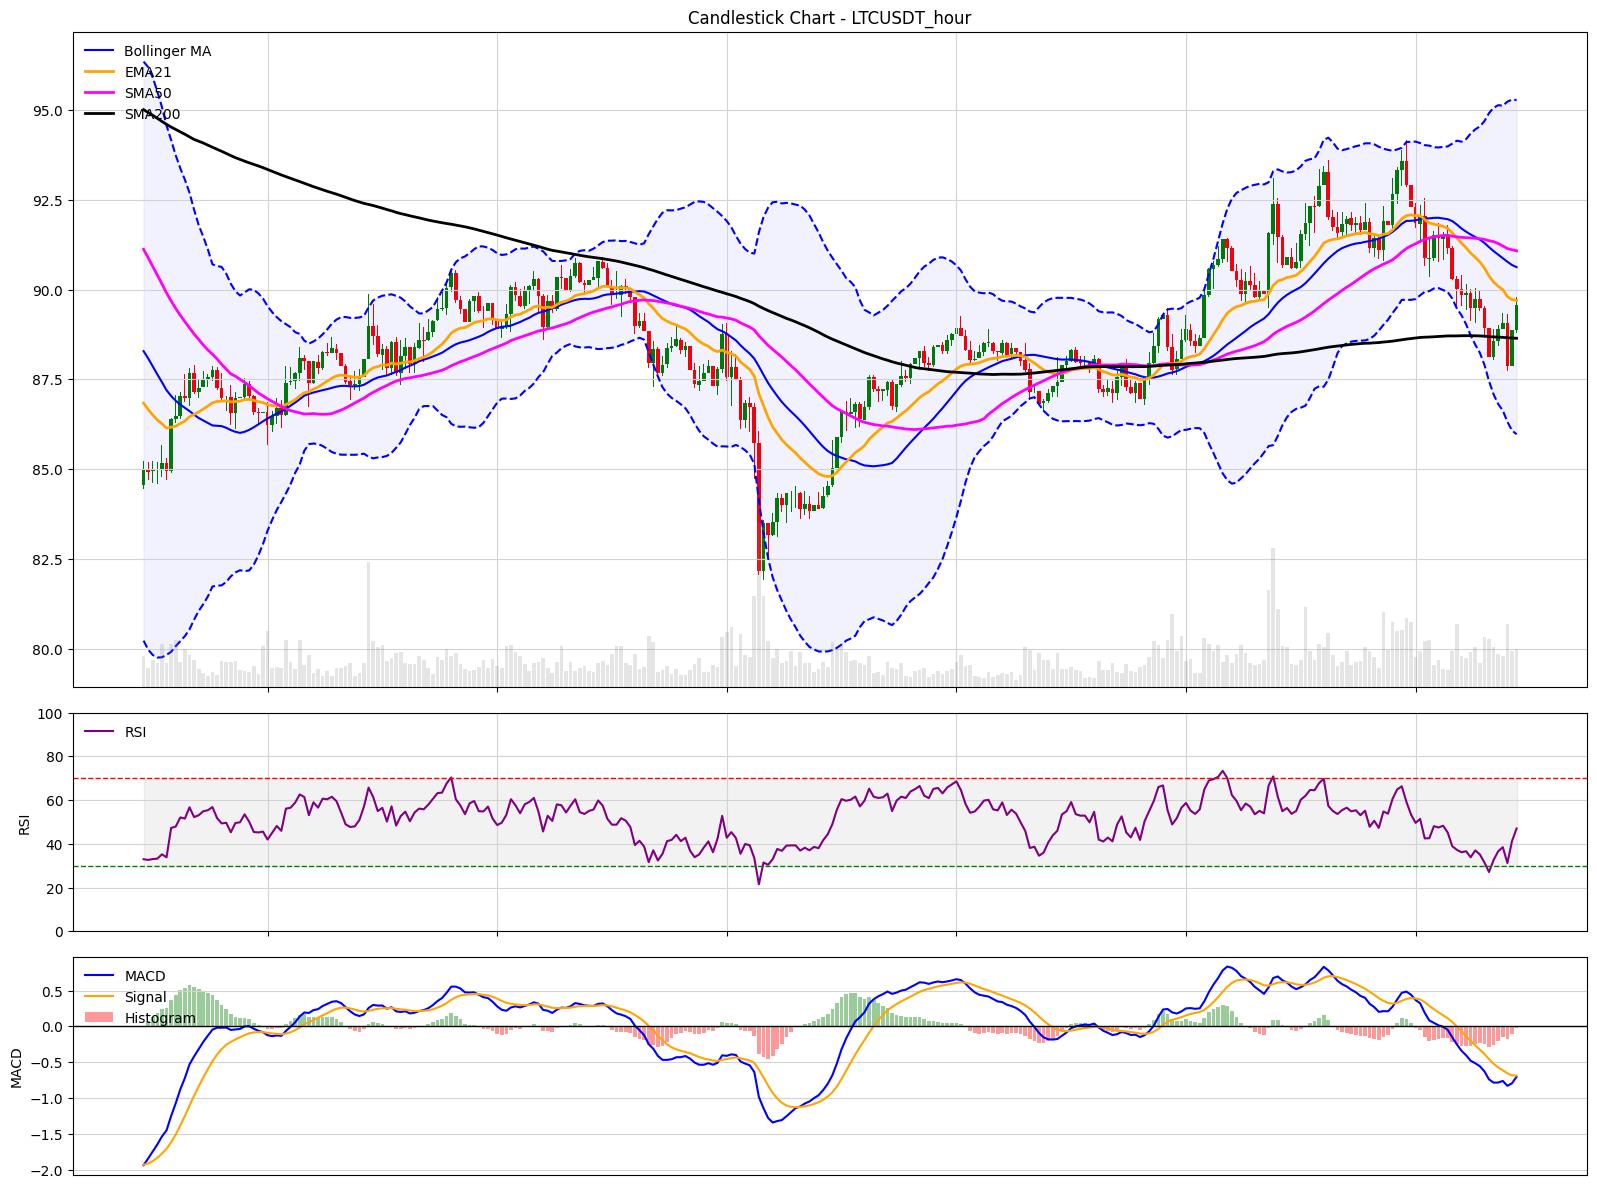 Candlestick Chart - LTCUSDT_hour
Bollinger MA
EMA21
SMA50
SMA200
95.0
92.5
90.0
87.5
85.0
82.5
80.0
RSI
100
80
60
40
20
0
RSI
MACD
Signal
Histogram
0.5
0.0
−0.5
−1.0
−1.5
−2.0
MACD